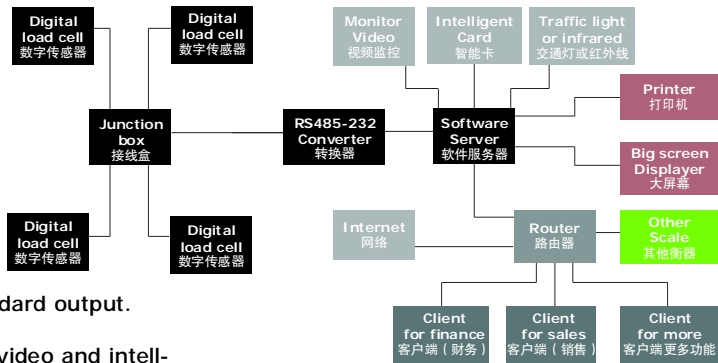 Digital
load cell
数字传感器
Digital
load cell
数字传感器
Monitor
Video
视频监控
Intelligent
Card
智能卡
Traffic light
or infrared
交通灯或红外线
Printer
打印机
Junction
box
接线盒
RS485-232
Converter
转换器
Software
Server
软件服务器
Big screen
Displayer
大屏幕
Digital
load cell
数字传感器
Digital
load cell
数字传感器
Internet
网络
Router
路由器
Other
Scale
其他衡器
dard output.
video and intell-
Client
for finance
客户端（财务）
Client
for sales
客户端（销售）
Client
for more
客户端更多功能